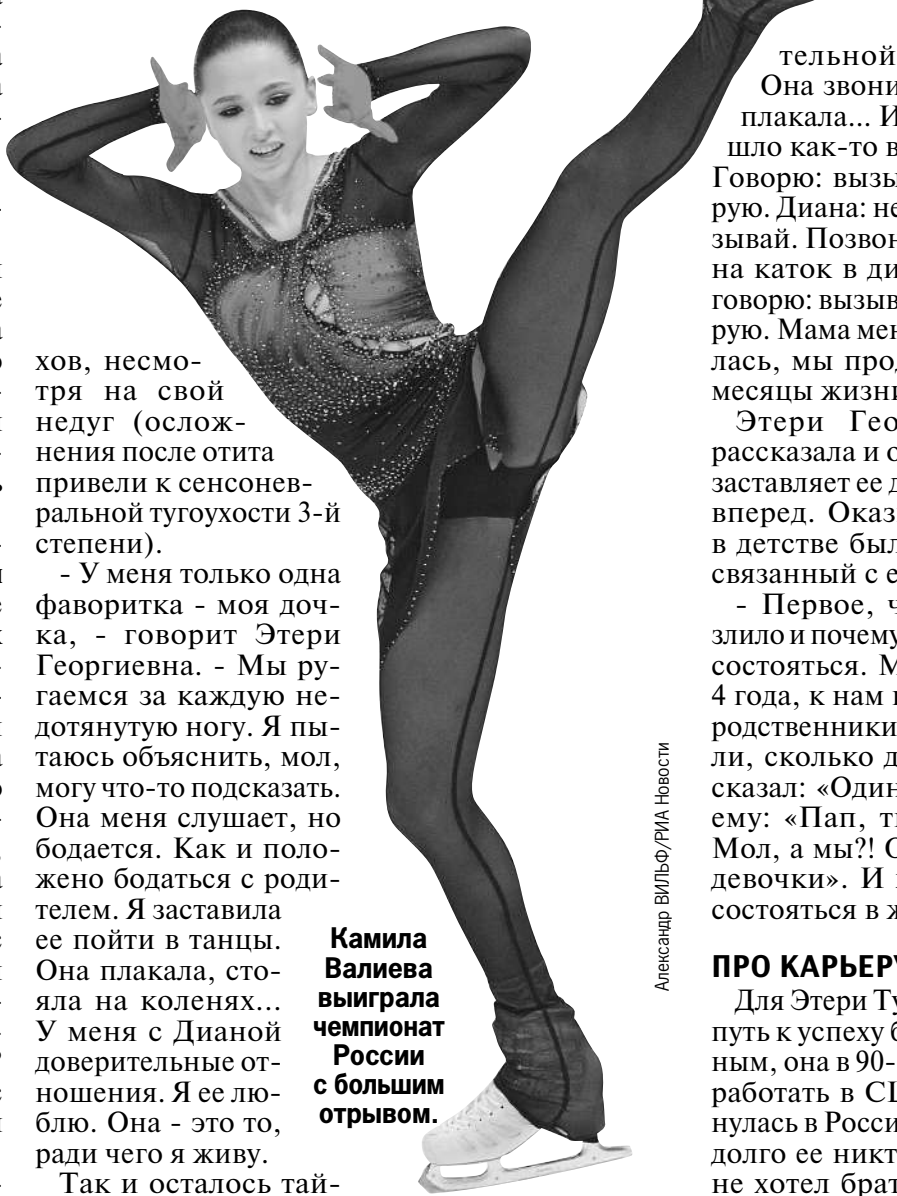 хов, несмо-
тря на свой
недуг (ослож-
нения после отита
привели к сенсонев-
ральной тугоухости 3-й
степени).
- У меня только одна
фаворитка - моя доч-
ка, - говорит Этери
Георгиевна. - Мы ру-
гаемся за каждую не-
дотянутую ногу. Я пы-
таюсь объяснить, мол,
могу что-то подсказать.
Она меня слушает, но
бодается. Как и поло-
жено бодаться с роди-
телем. Я заставила
ее пойти в танцы.
Она плакала, сто-
яла на коленях...
У меня с Дианой
доверительные от-
ношения. Я ее лю-
блю. Она - это то,
ради чего я живу.
Так и осталось тай-
Камила
Валиева
выиграла
чемпионат
России
с большим
отрывом.
Александр ВИЛЬФ/РИА Новости
тельной
Она звони
плакала... И
шло как-то в
Говорю: вызы
рую. Диана: не
зывай. Позвон
на каток в ди
говорю: вызыв
рую. Мама мен
лась, мы прод
месяцы жизни
Этери Гео
рассказала и о
заставляет ее д
вперед. Оказ
в детстве был
связанный с е
- Первое, ч
злило и почему
состояться. М
4 года, к нам п
родственники
ли, сколько д
сказал: «Один
ему: «Пап, т
Мол, а мы?! О
девочки». И
состояться в ж
ПРО КАРЬЕРУ
Для Этери Ту
путь к успеху б
ным, она в 90-
работать в СШ
нулась в Росси
долго ее никт
не хотел брат